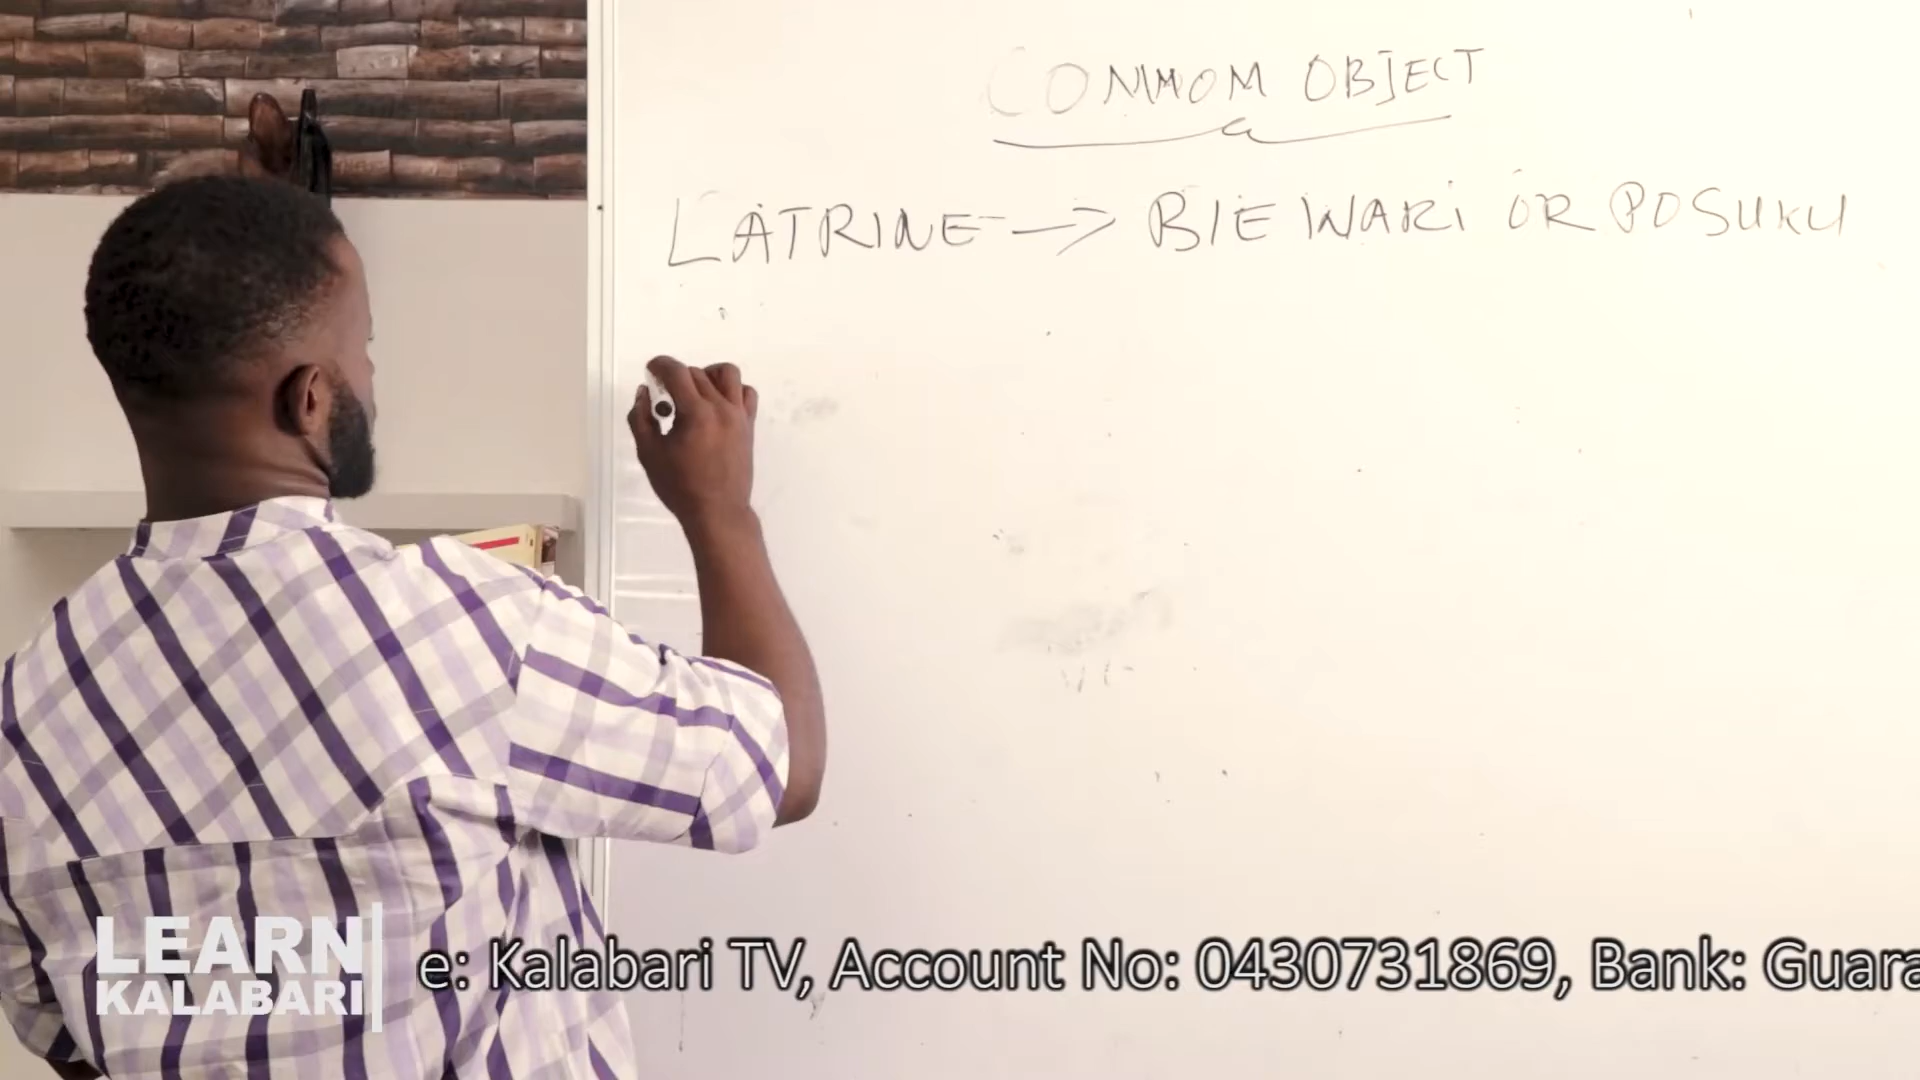 COMMOM OBJECT
LATRINE → BIE WARI OR POSUKU
LEARN
KALABARI
e: Kalabari TV, Account No: 0430731869, Bank: Guara